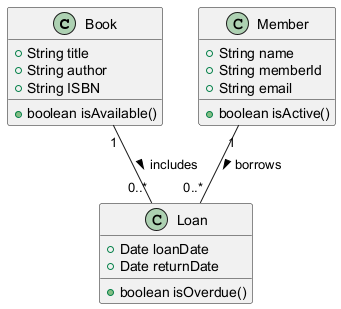 C Book
String title
String author
String ISBN
boolean isAvailable()
C Member
String name
String memberId
String email
boolean isActive()
1
includes
0..*
1
borrows
0..*
C Loan
Date loanDate
Date returnDate
boolean isOverdue()